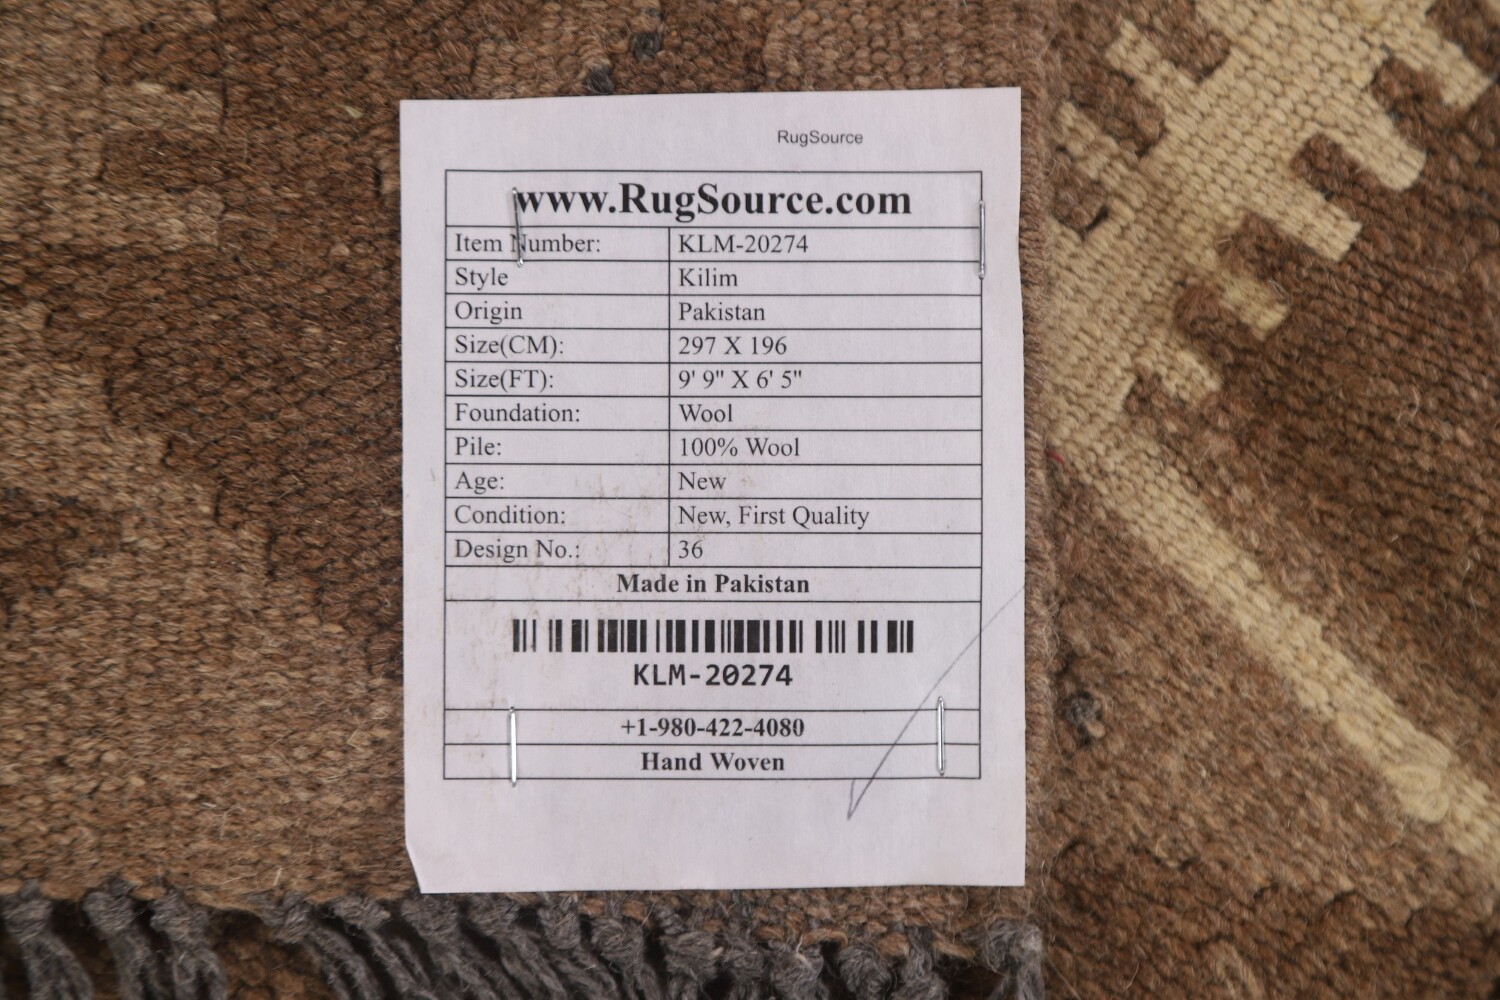 RugSource
www.RugSource.com
Item Number: KLM-20274
Style Kilim
Origin Pakistan
Size(CM): 297 X 196
Size(FT): 9' 9" X 6' 5"
Foundation: Wool
Pile: 100% Wool
Age: New
Condition: New, First Quality
Design No.: 36
Made in Pakistan
KLM-20274
+1-980-422-4080
Hand Woven